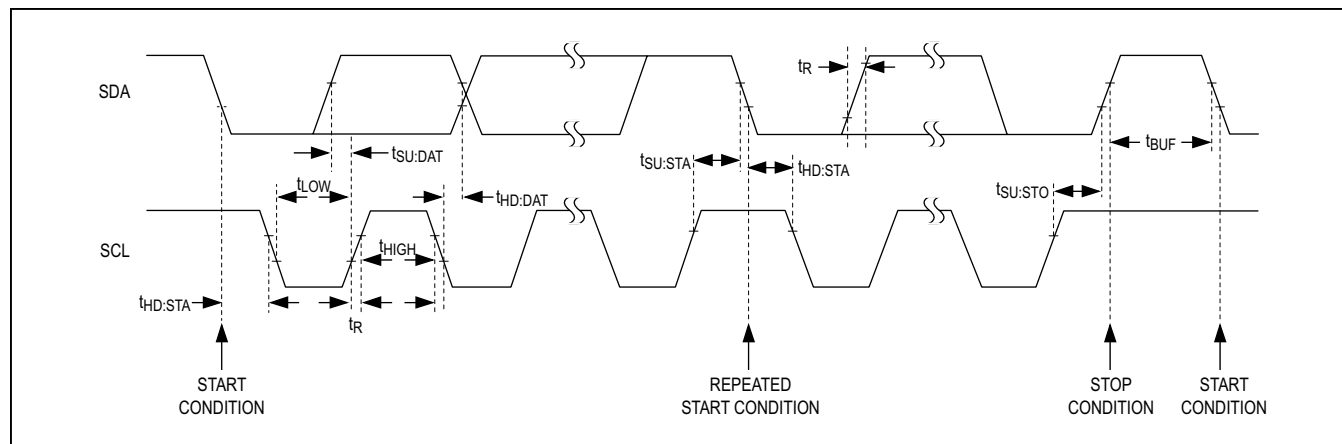 SDA
tR
tSU:DAT
tLOW
tHD:DAT
tSU:STA
tHD:STA
tBUF
tSU:STO
SCL
tHIGH
tHD:STA
tR
START
CONDITION
REPEATED
START CONDITION
STOP
CONDITION
START
CONDITION